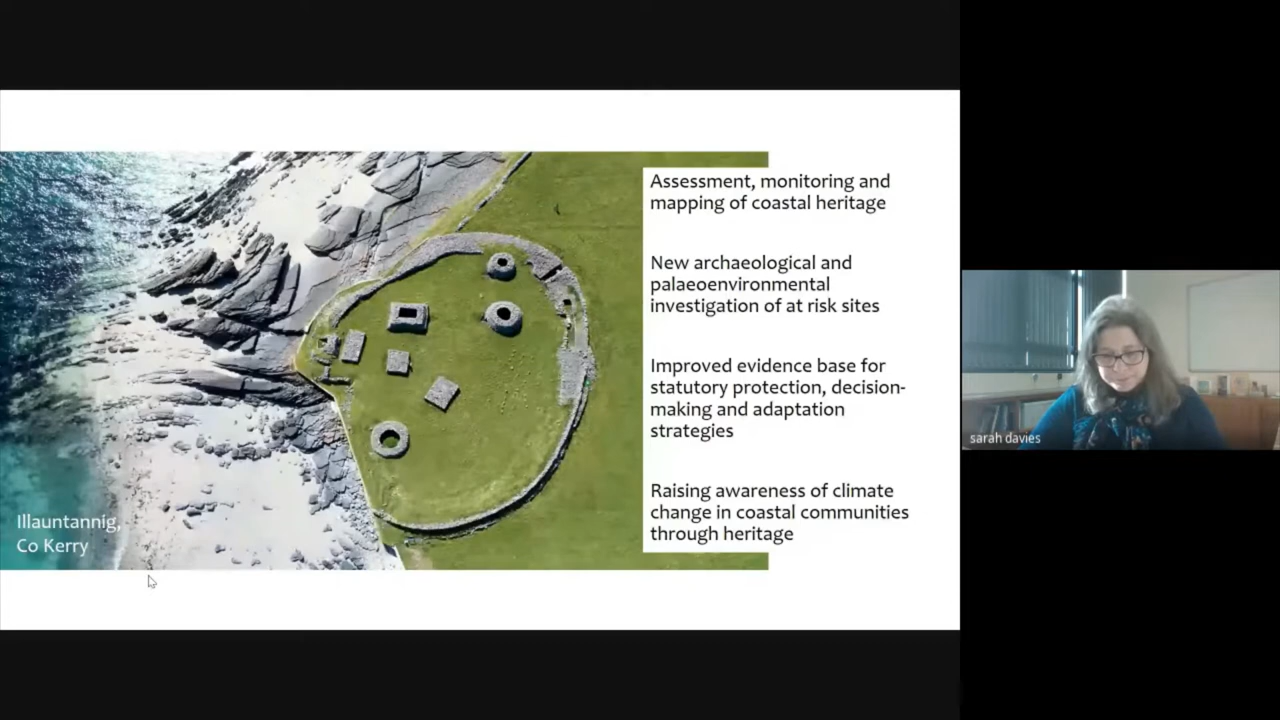 Assessment, monitoring and
mapping of coastal heritage
New archaeological and
palaeoenvironmental
investigation of at risk sites
Improved evidence base for
statutory protection, decision-
making and adaptation
strategies
Raising awareness of climate
change in coastal communities
through heritage
Illauntannig,
Co Kerry
sarah davies